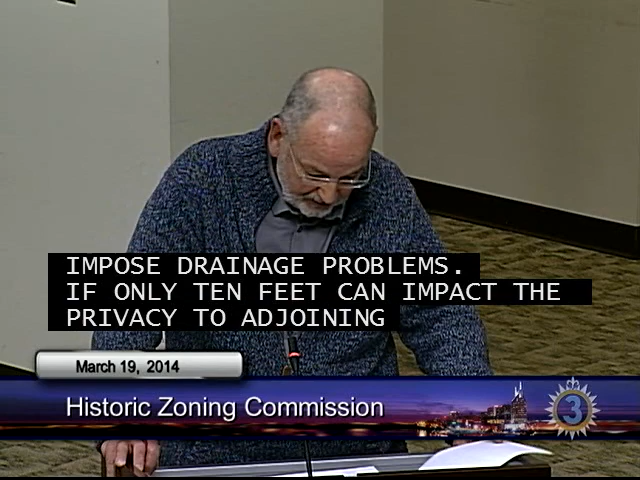 IMPOSE DRAINAGE PROBLEMS.
IF ONLY TEN FEET CAN IMPACT THE
PRIVACY TO ADJOINING
March 19, 2014
Historic Zoning Commission
3